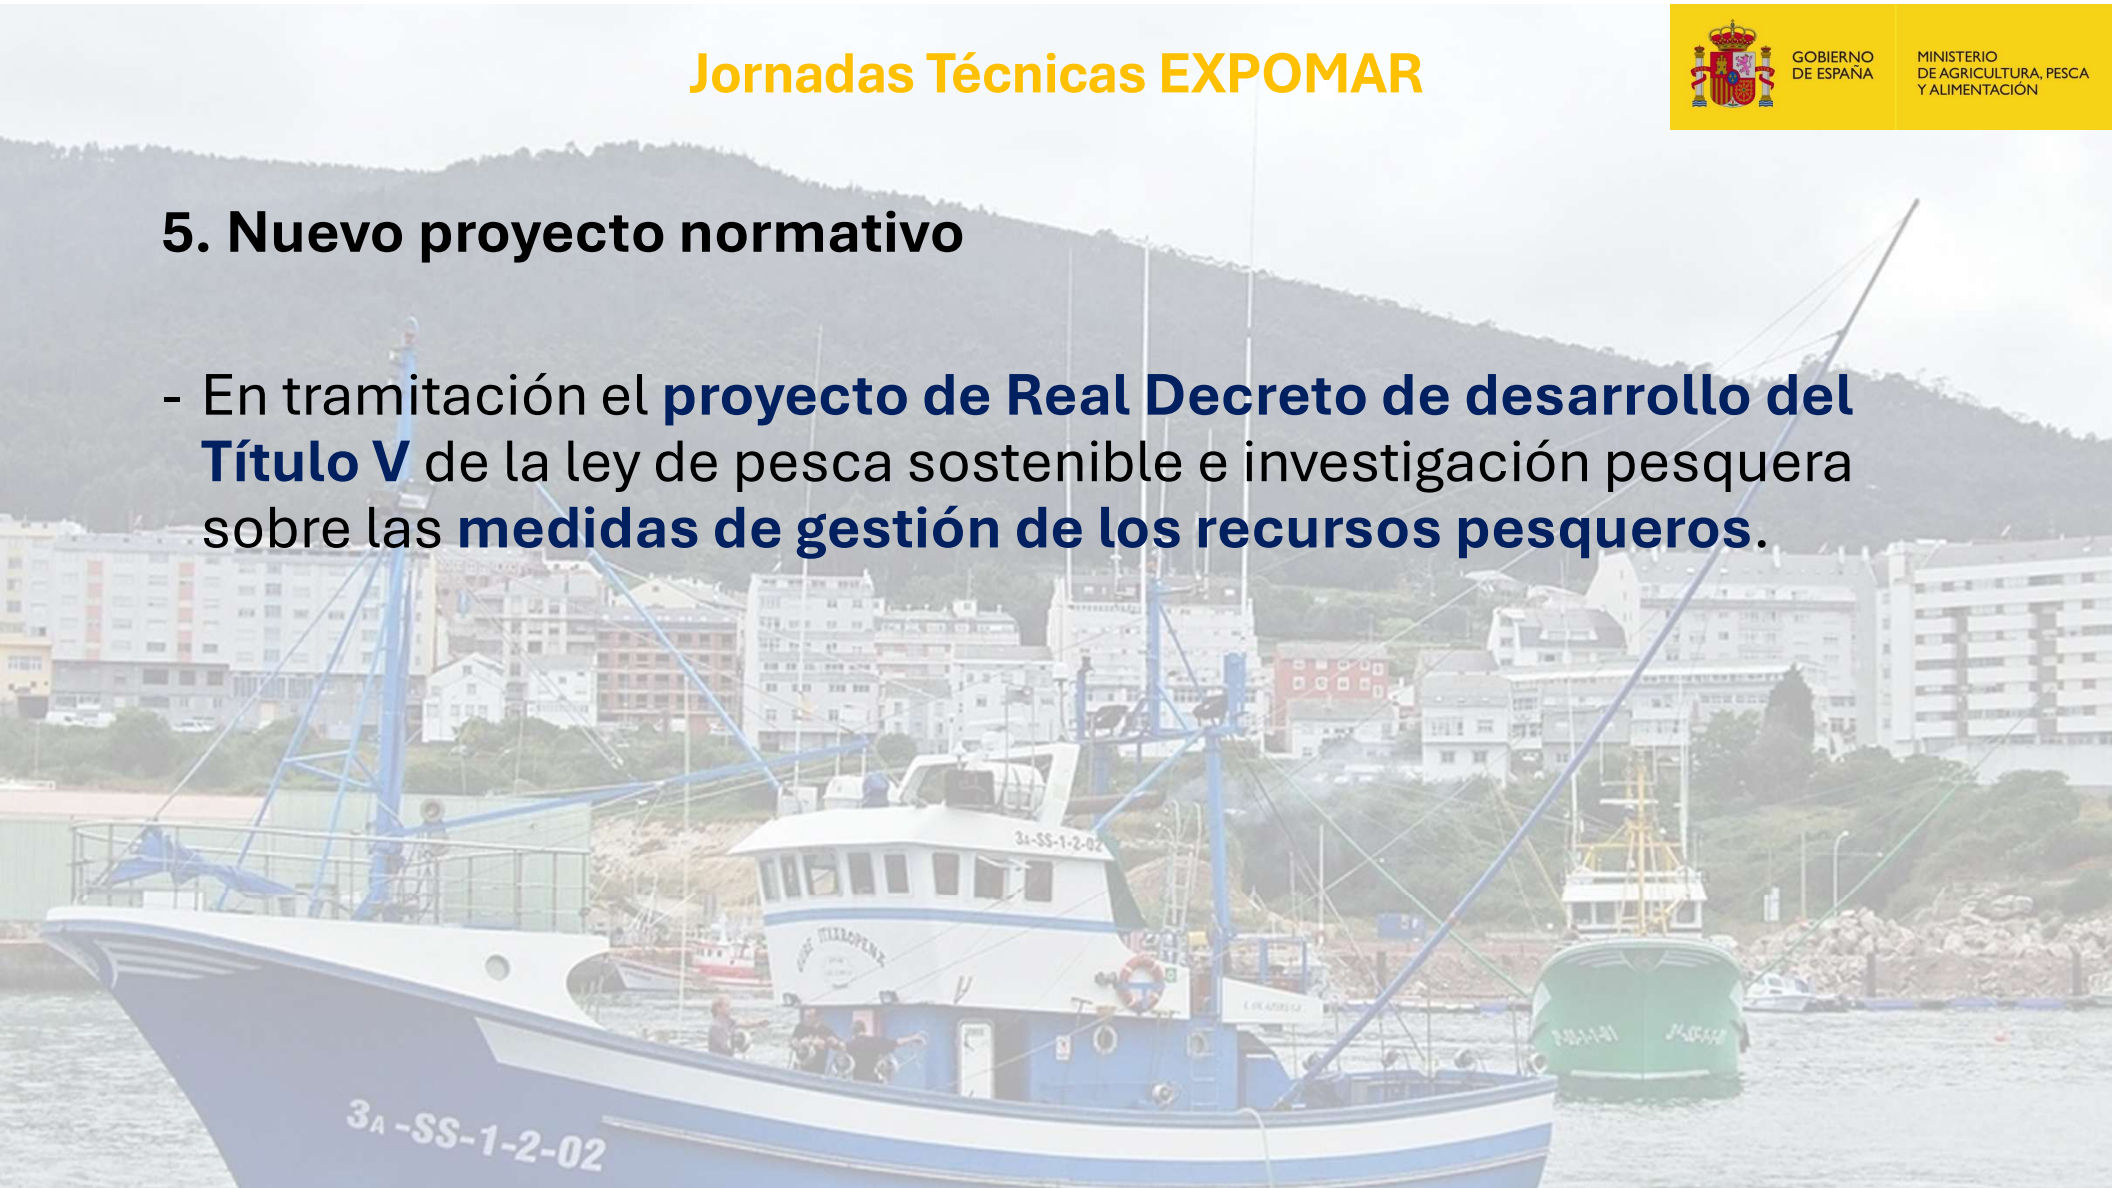 Jornadas Técnicas EXPOMAR
GOBIERNO
DE ESPAÑA
MINISTERIO
DE AGRICULTURA, PESCA
Y ALIMENTACIÓN
5. Nuevo proyecto normativo
- En tramitación el proyecto de Real Decreto de desarrollo del
Título V de la ley de pesca sostenible e investigación pesquera
sobre las medidas de gestión de los recursos pesqueros.
3A-SS-1-2-02
3A-SS-1-2-02